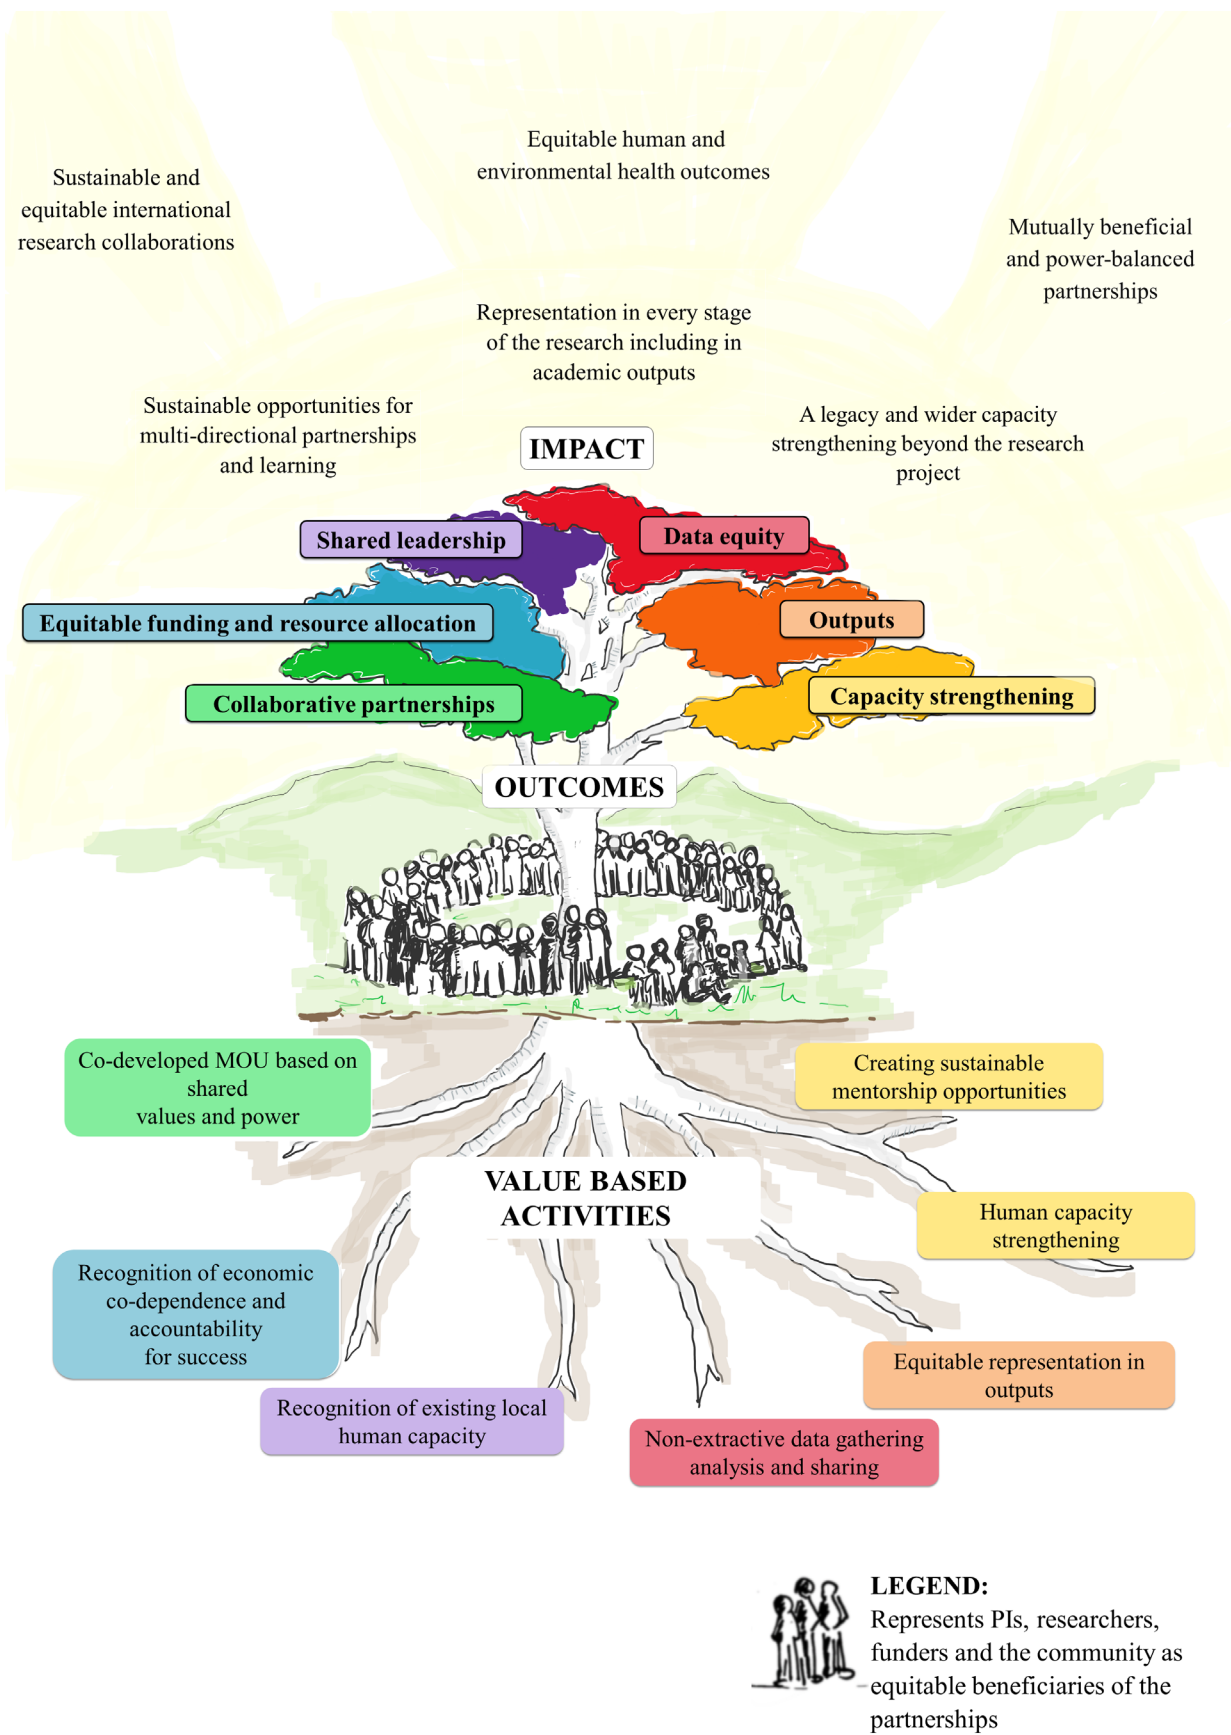 Equitable human and
environmental health outcomes
Sustainable and
equitable international
research collaborations
Mutually beneficial
and power-balanced
partnerships
Representation in every stage
of the research including in
academic outputs
Sustainable opportunities for
multi-directional partnerships
and learning
A legacy and wider capacity
strengthening beyond the research
project
IMPACT
Shared leadership
Data equity
Equitable funding and resource allocation
Outputs
Collaborative partnerships
Capacity strengthening
OUTCOMES
Co-developed MOU based on
shared
values and power
Creating sustainable
mentorship opportunities
VALUE BASED
ACTIVITIES
Human capacity
strengthening
Recognition of economic
co-dependence and
accountability
for success
Equitable representation in
outputs
Recognition of existing local
human capacity
Non-extractive data gathering
analysis and sharing
LEGEND:
Represents PIs, researchers,
funders and the community as
equitable beneficiaries of the
partnerships